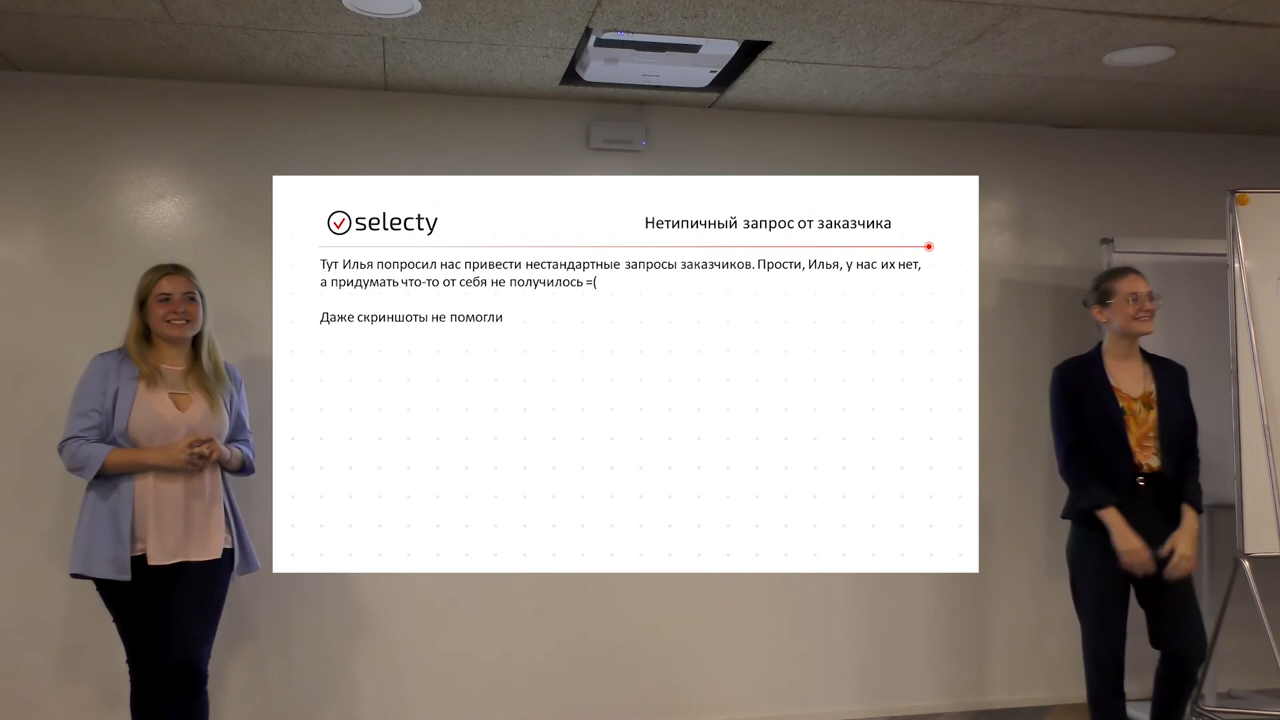 selecty
Нетипичный запрос от заказчика
Тут Илья попросил нас привести нестандартные запросы заказчиков. Прости, Илья, у нас их нет,
а придумать что-то от себя не получилось =(
Даже скриншоты не помогли